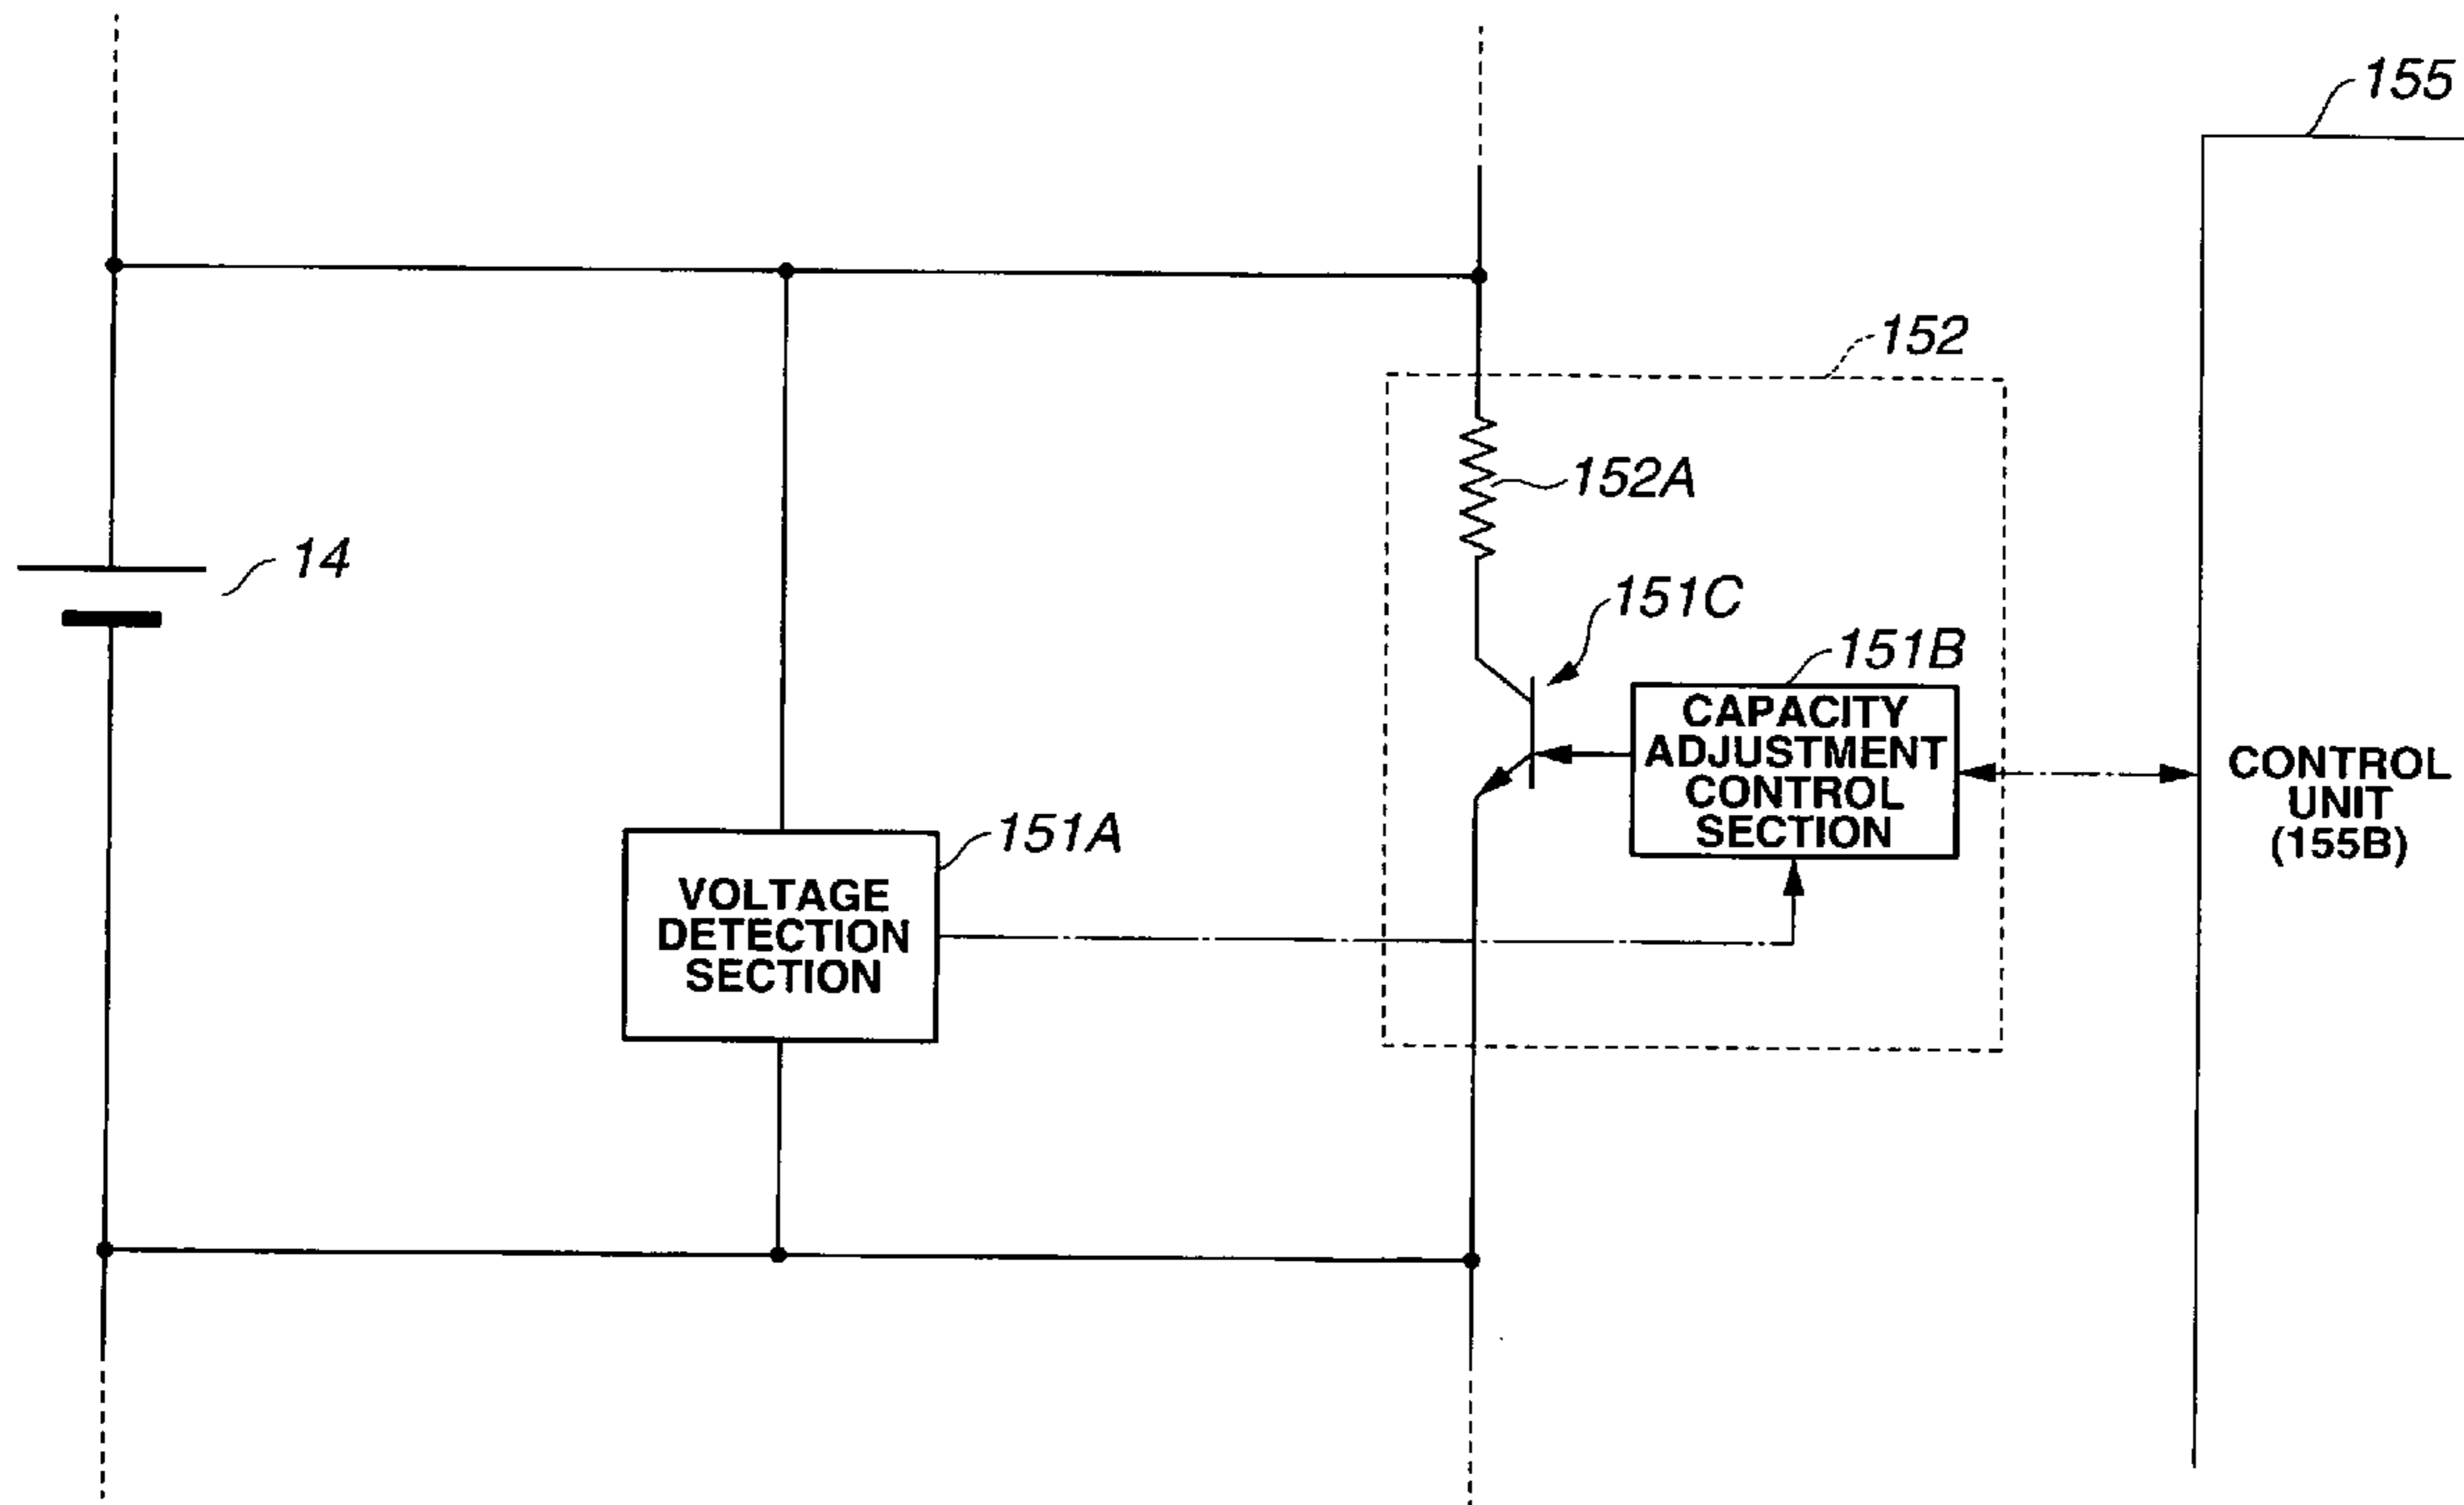 155
152
152A
14
151C
151B
CAPACITY
ADJUSTMENT
CONTROL
SECTION
CONTROL
UNIT
(155B)
151A
VOLTAGE
DETECTION
SECTION